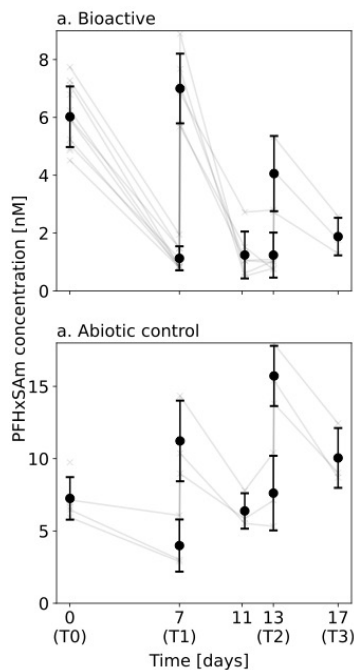 a. Bioactive
8
6
4
2
0
a. Abiotic control
15
10
5
0
PFHxSAm concentration [nM]
0 7 11 13 17
(T0) (T1) (T2) (T3)
Time [days]